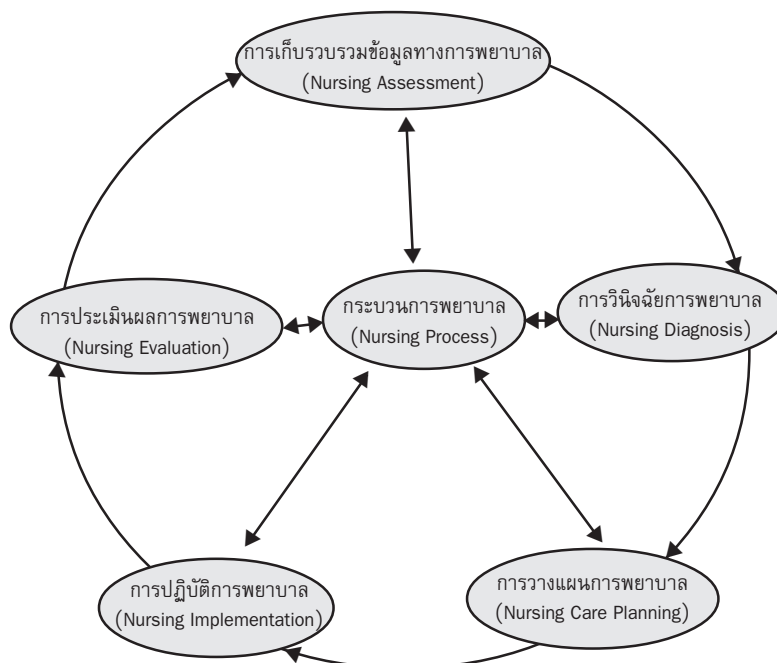 การเก็บรวบรวมข้อมูลทางการพยาบาล
(Nursing Assessment)
กระบวนการพยาบาล
(Nursing Process)
การวินิจฉัยการพยาบาล
(Nursing Diagnosis)
การประเมินผลการพยาบาล
(Nursing Evaluation)
การปฏิบัติการพยาบาล
(Nursing Implementation)
การวางแผนการพยาบาล
(Nursing Care Planning)